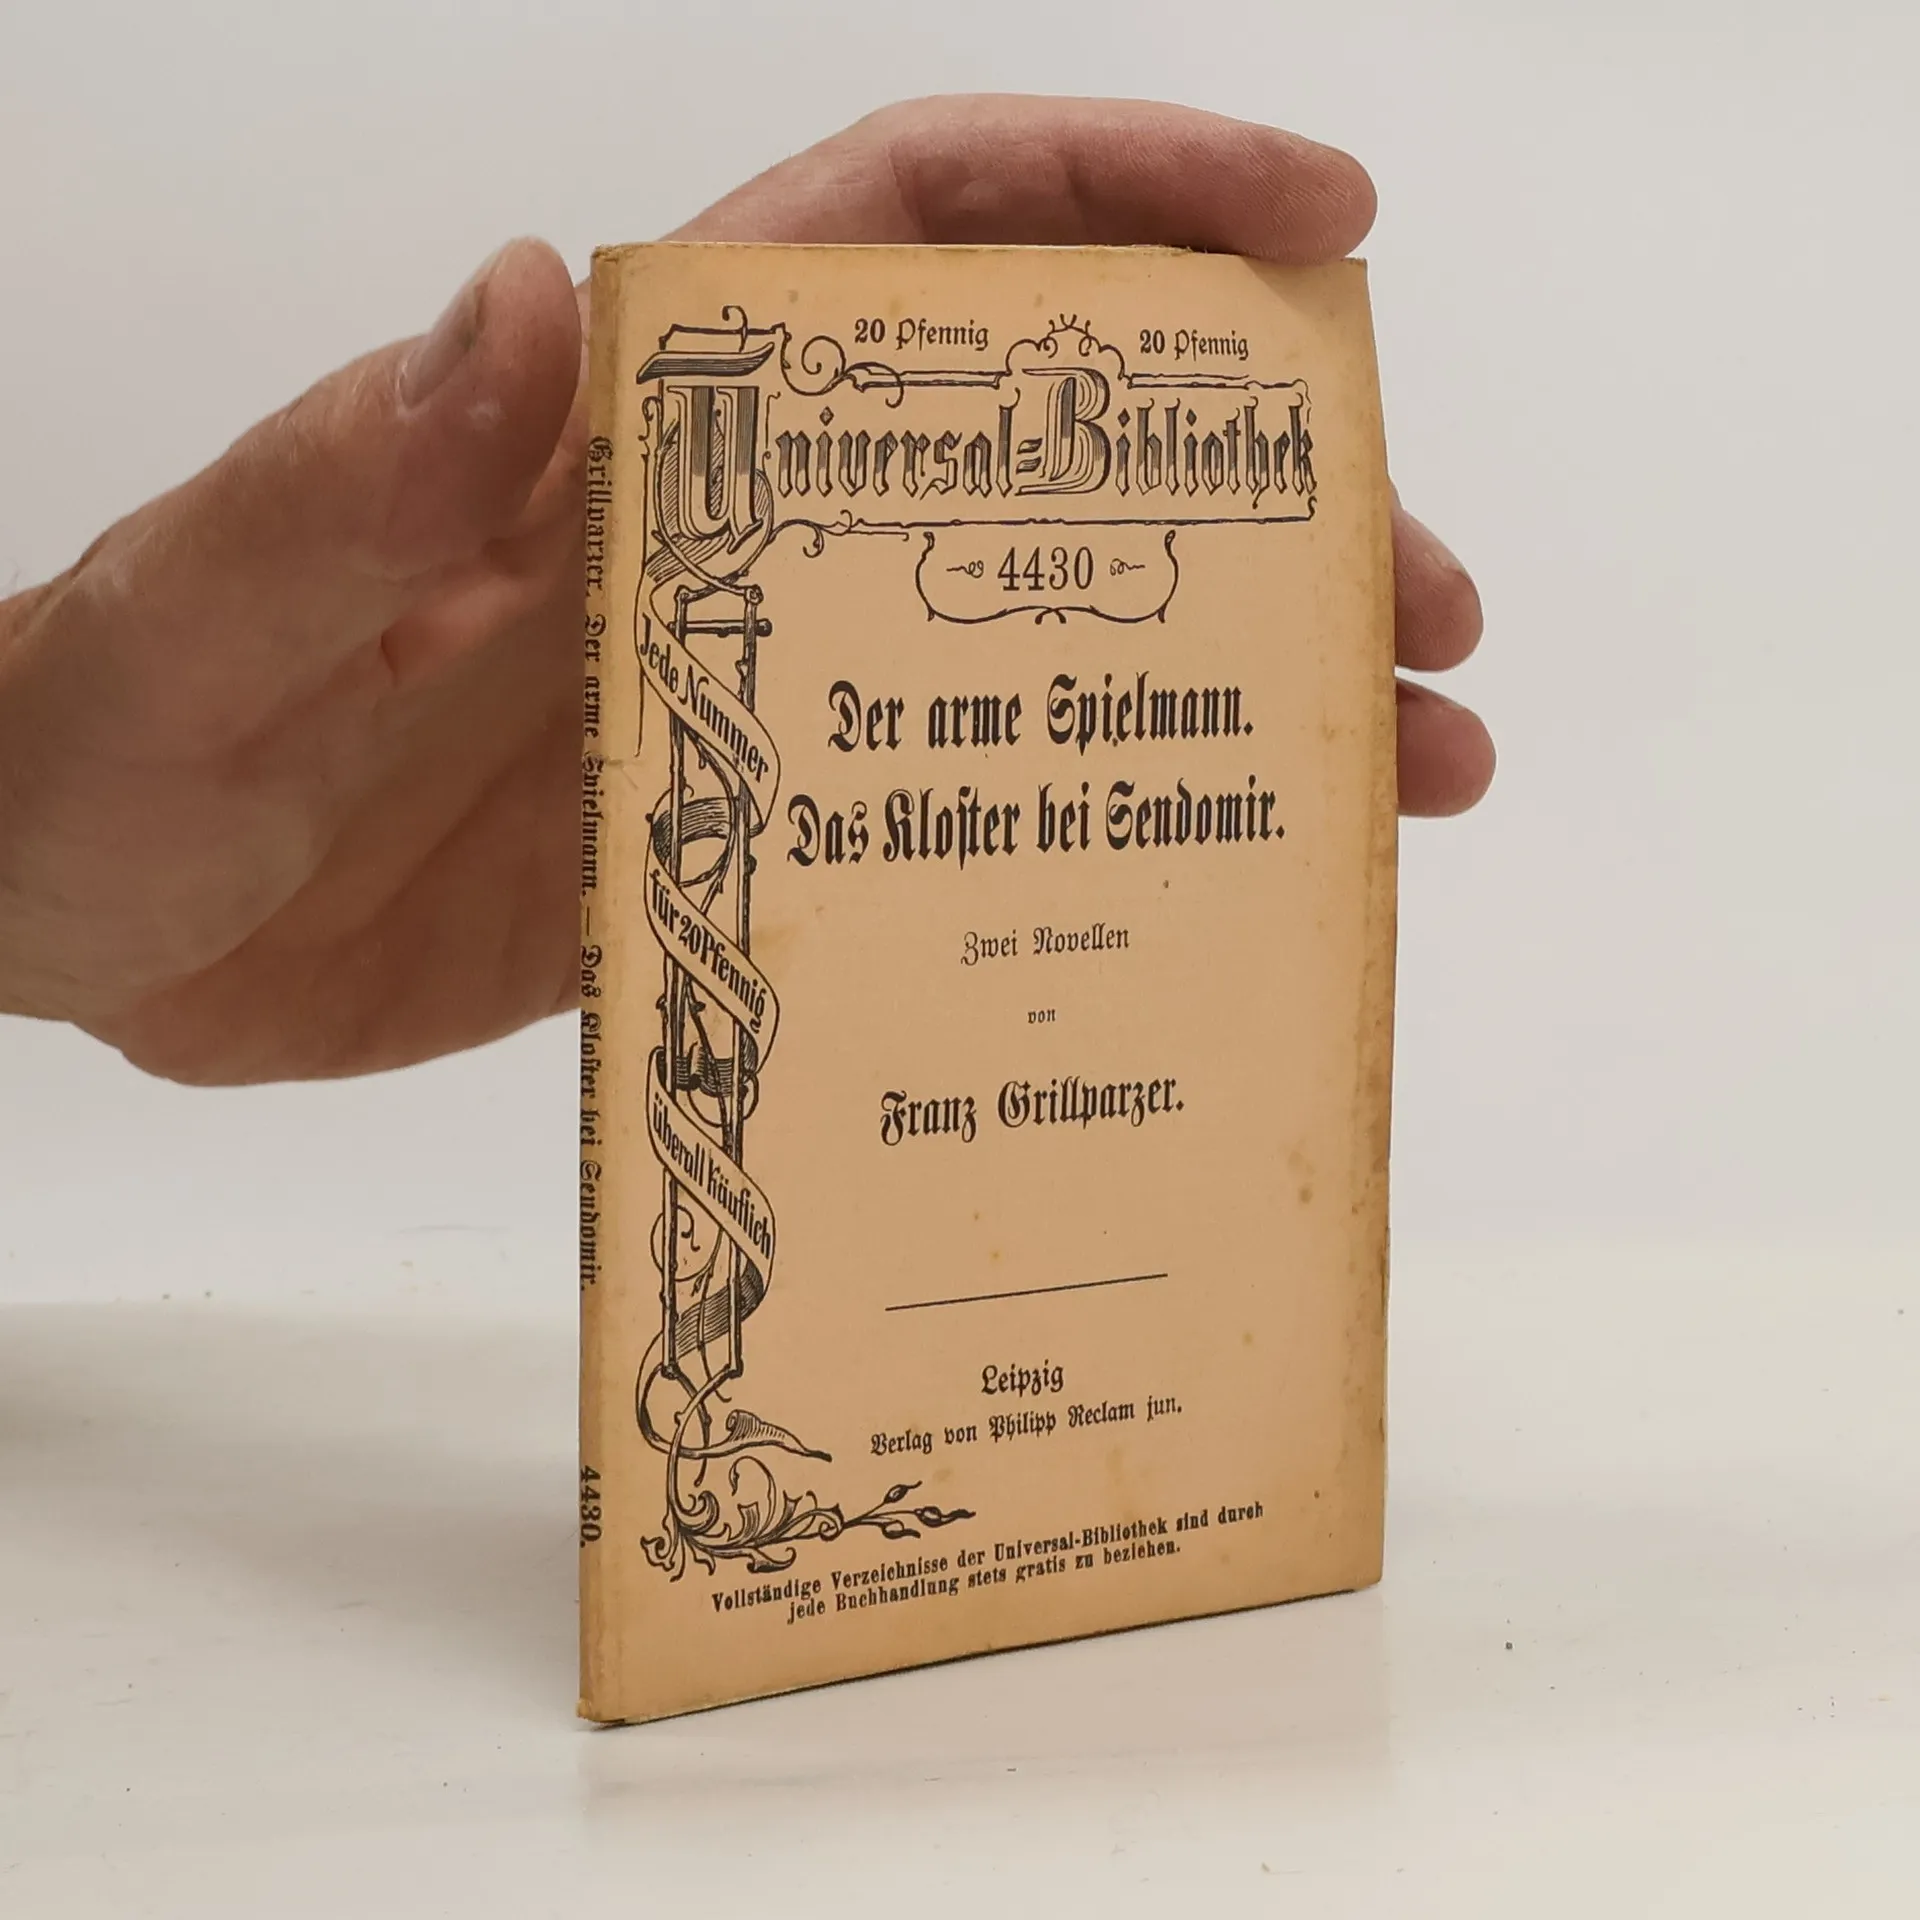 20 Pfennig 20 Pfennig
Universal-Bibliothek
4430
Jede Nummer
für 20 Pfennig
überall käuflich
Der arme Spielmann.
Das Kloster bei Sendomir.
Zwei Novellen
von
Franz Grillparzer.
Leipzig
Verlag von Philipp Reclam jun.
Vollständige Verzeichnisse der Universal-Bibliothek sind durch
jede Buchhandlung stets gratis zu beziehen.
Grillparzer. Der arme Spielmann. — Das Kloster bei Sendomir. 4430.